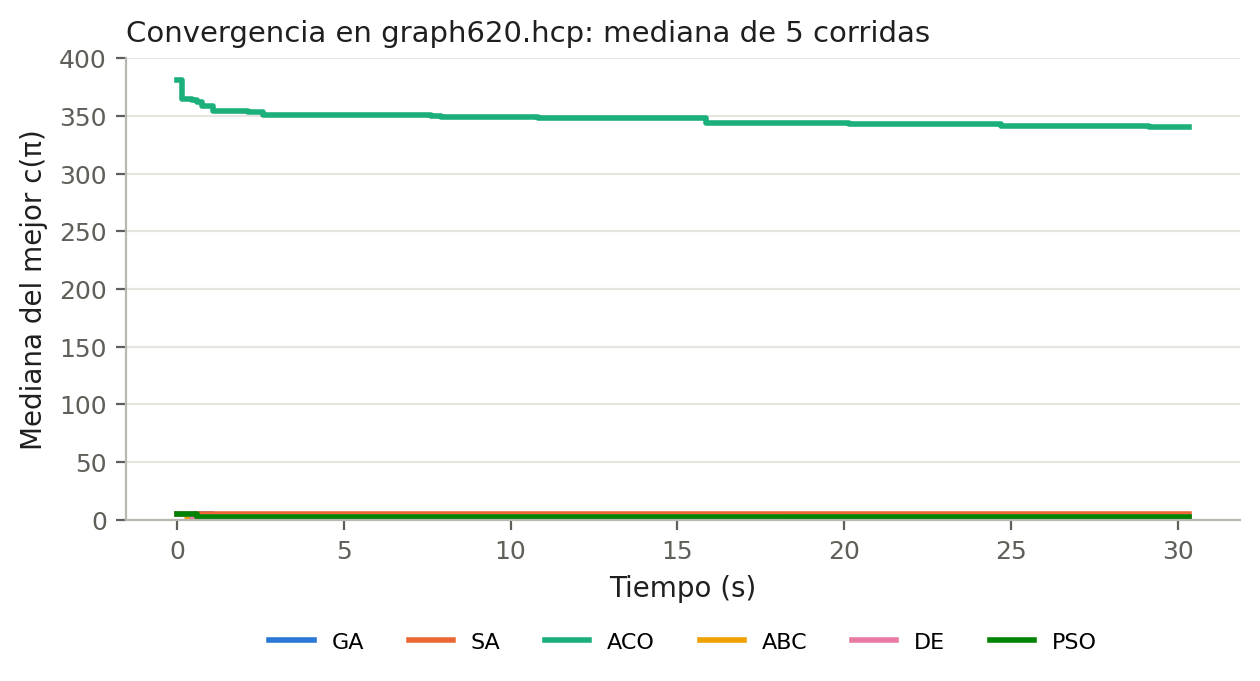 Convergencia en graph620.hcp: mediana de 5 corridas
Mediana del mejor c(π)
400
350
300
250
200
150
100
50
0
0 5 10 15 20 25 30
Tiempo (s)
GA SA ACO ABC DE PSO